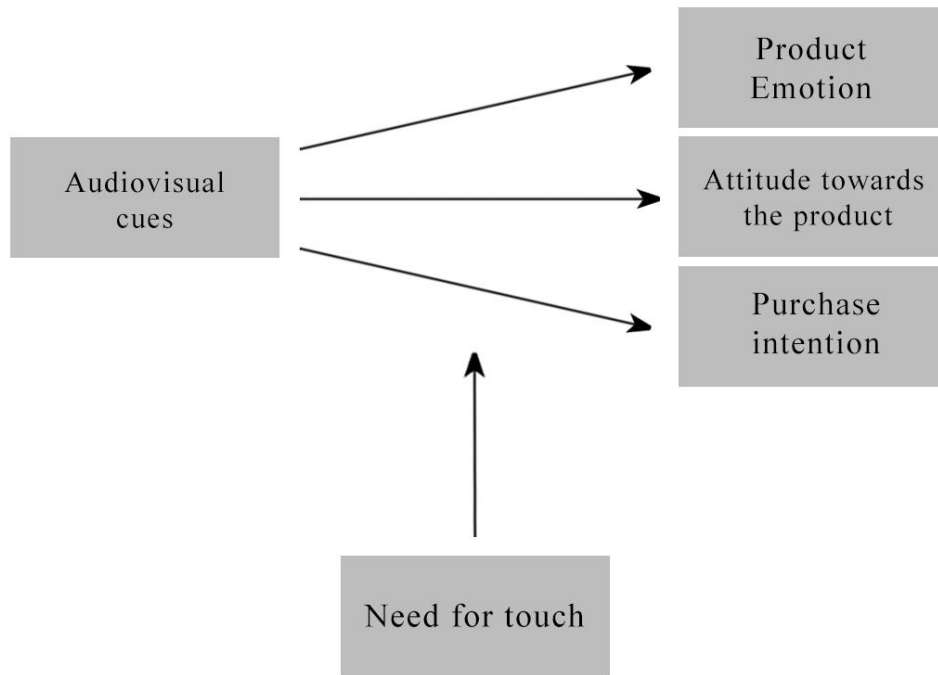 Product
Emotion
Audiovisual
cues
Attitude towards
the product
Purchase
intention
Need for touch